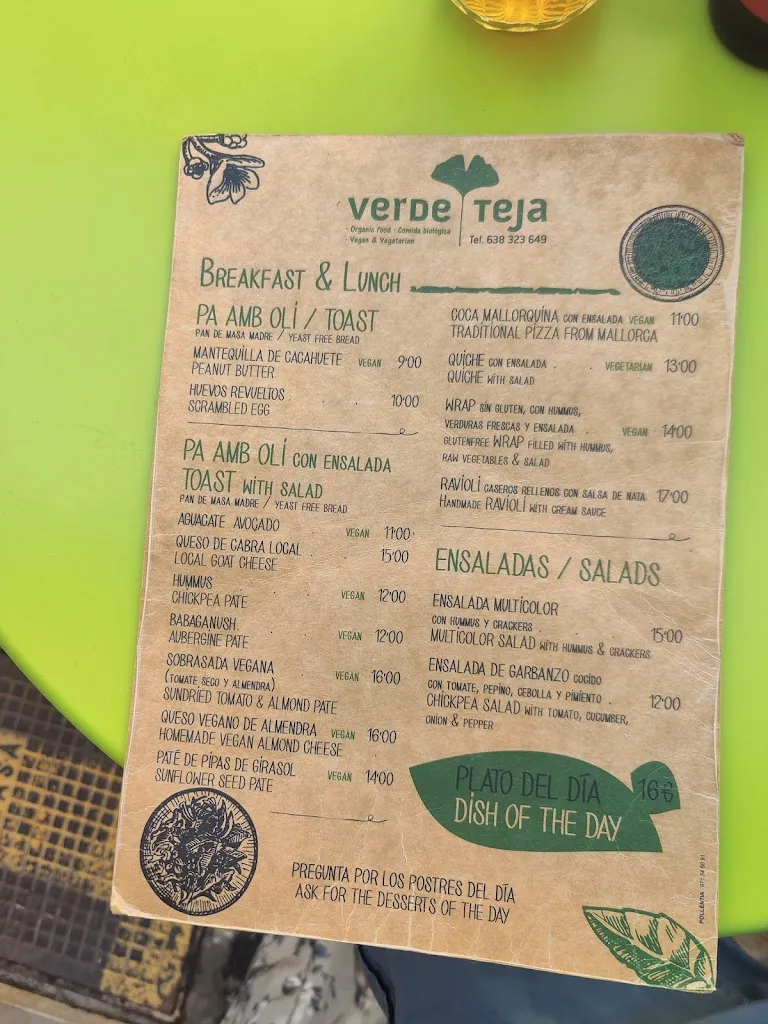 VERDE TEJA
· Organic food · Comida biológica
· Vegan & Vegetarian
Tel. 638 323 649
BREAKFAST & LUNCH
PA AMB OLI / TOAST
PAN DE MASA MADRE / YEAST FREE BREAD
MANTEQUILLA DE CACAHUETE VEGAN 9'00
PEANUT BUTTER
HUEVOS REVUELTOS . . . 10'00
SCRAMBLED EGG
PA AMB OLI CON ENSALADA
TOAST WITH SALAD
PAN DE MASA MADRE / YEAST FREE BREAD
AGUACATE AVOCADO VEGAN 11'00
QUESO DE CABRA LOCAL . . 15'00
LOCAL GOAT CHEESE
HUMMUS
CHICKPEA PATE VEGAN 12'00
BABAGANUSH
AUBERGINE PATE VEGAN 12'00
SOBRASADA VEGANA
(TOMATE SECO Y ALMENDRA) VEGAN 16'00
SUNDRIED TOMATO & ALMOND PATE
QUESO VEGANO DE ALMENDRA VEGAN 16'00
HOMEMADE VEGAN ALMOND CHEESE
PATÉ DE PIPAS DE GIRASOL VEGAN 14'00
SUNFLOWER SEED PATE
COCA MALLORQUINA CON ENSALADA VEGAN 11'00
TRADITIONAL PIZZA FROM MALLORCA
QUICHE CON ENSALADA . VEGETARIAN 13'00
QUICHE WITH SALAD
WRAP SIN GLUTEN, CON HUMMUS,
VERDURAS FRESCAS Y ENSALADA . VEGAN 14'00
GLUTENFREE WRAP FILLED WITH HUMMUS,
RAW VEGETABLES & SALAD
RAVIOLI CASEROS RELLENOS CON SALSA DE NATA 17'00
HANDMADE RAVIOLI WITH CREAM SAUCE
ENSALADAS / SALADS
ENSALADA MULTICOLOR
CON HUMMUS Y CRACKERS . . . 15'00
MULTICOLOR SALAD WITH HUMMUS & CRACKERS
ENSALADA DE GARBANZO COCIDO
CON TOMATE, PEPINO, CEBOLLA Y PIMIENTO . 12'00
CHICKPEA SALAD WITH TOMATO, CUCUMBER,
ONION & PEPPER
PLATO DEL DÍA 16€
DISH OF THE DAY
PREGUNTA POR LOS POSTRES DEL DÍA
ASK FOR THE DESSERTS OF THE DAY